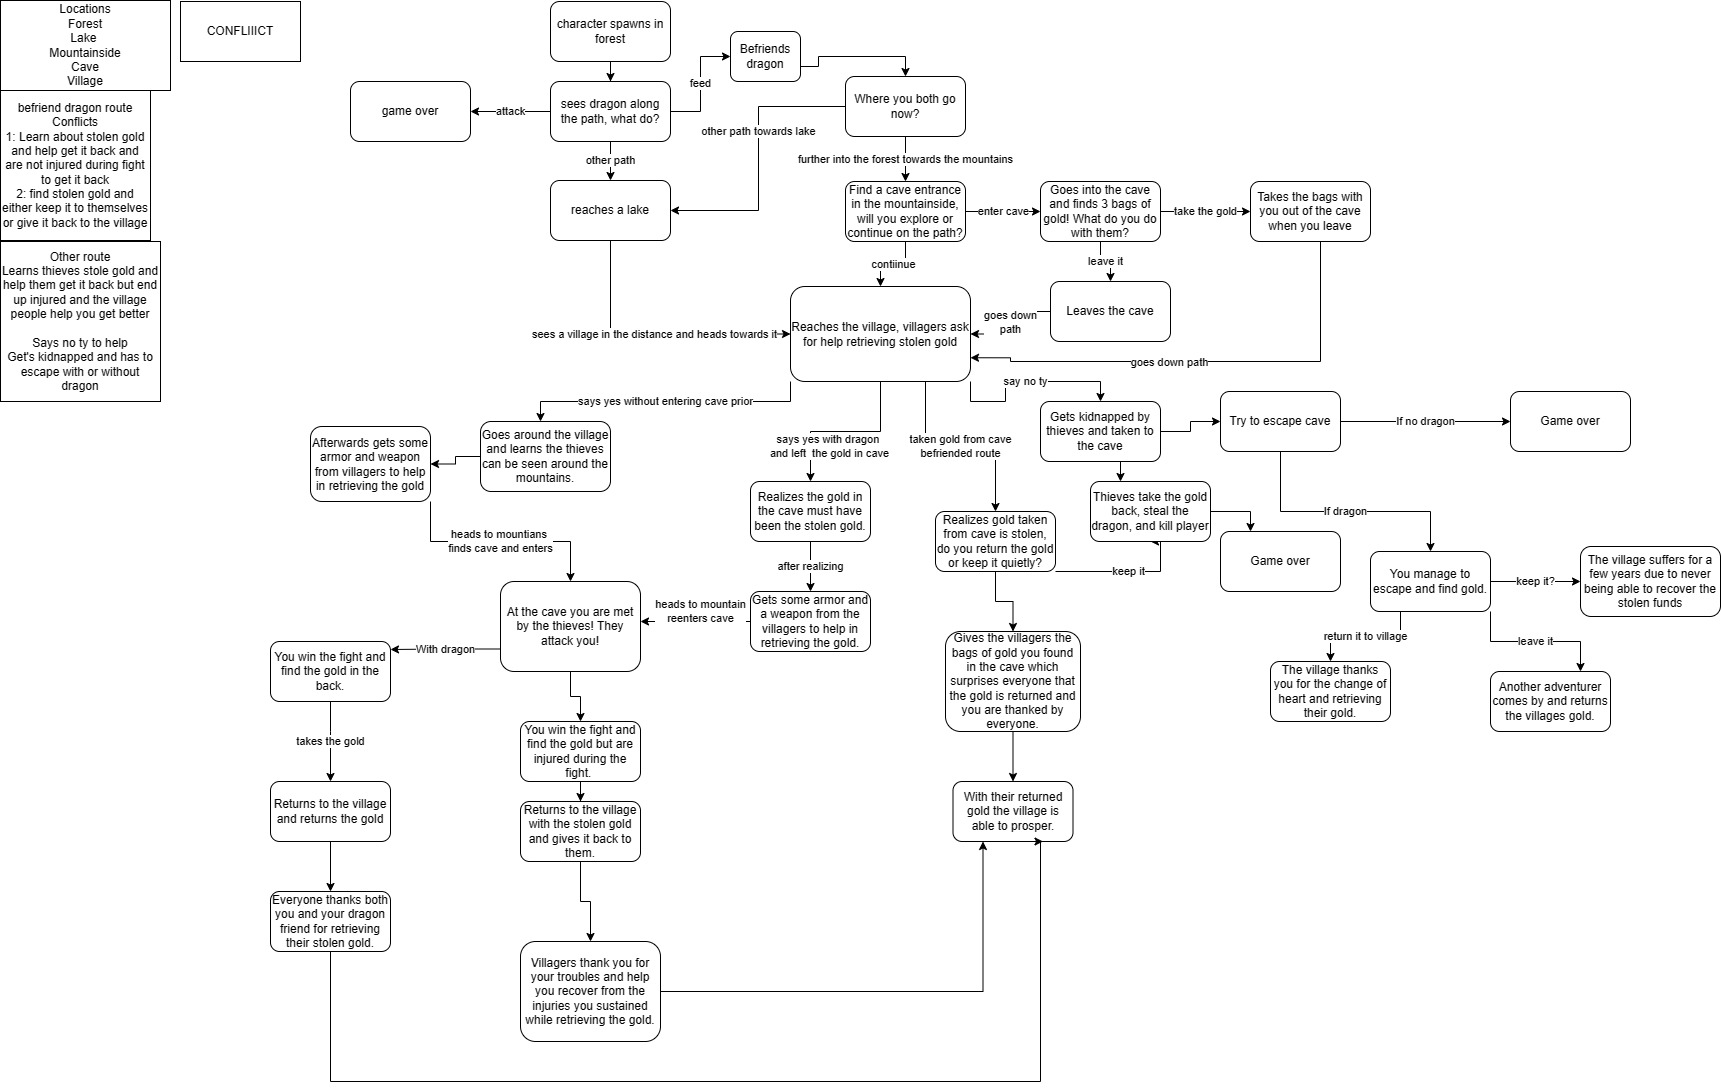 Locations
Forest
Lake
Mountainside
Cave
Village
CONFLIIICT
befriend dragon route
Conflicts
1: Learn about stolen gold
and help get it back and
are not injured during fight
to get it back
2: find stolen gold and
either keep it to themselves
or give it back to the village
Other route
Learns thieves stole gold and
help them get it back but end
up injured and the village
people help you get better
Says no ty to help
Get's kidnapped and has to
escape with or without
dragon
character spawns in
forest
sees dragon along
the path, what do?
attack
game over
feed
Befriends
dragon
Where you both go
now?
other path
other path towards lake
reaches a lake
further into the forest towards the mountains
Find a cave entrance
in the mountainside,
will you explore or
continue on the path?
enter cave
Goes into the cave
and finds 3 bags of
gold! What do you do
with them?
take the gold
Takes the bags with
you out of the cave
when you leave
leave it
Leaves the cave
contiinue
goes down
path
goes down path
sees a village in the distance and heads towards it
Reaches the village, villagers ask
for help retrieving stolen gold
say no ty
says yes without entering cave prior
Goes around the village
and learns the thieves
can be seen around the
mountains.
Afterwards gets some
armor and weapon
from villagers to help
in retrieving the gold
heads to mountians
finds cave and enters
says yes with dragon
and left the gold in cave
Realizes the gold in
the cave must have
been the stolen gold.
after realizing
Gets some armor and
a weapon from the
villagers to help in
retrieving the gold.
heads to mountain
reenters cave
taken gold from cave
befriended route
Realizes gold taken
from cave is stolen,
do you return the gold
or keep it quietly?
keep it
Gets kidnapped by
thieves and taken to
the cave
Thieves take the gold
back, steal the
dragon, and kill player
Game over
Try to escape cave
If no dragon
Game over
If dragon
You manage to
escape and find gold.
keep it?
The village suffers for a
few years due to never
being able to recover the
stolen funds
return it to village
The village thanks
you for the change of
heart and retrieving
their gold.
leave it
Another adventurer
comes by and returns
the villages gold.
At the cave you are met
by the thieves! They
attack you!
With dragon
You win the fight and
find the gold in the
back.
takes the gold
Returns to the village
and returns the gold
Everyone thanks both
you and your dragon
friend for retrieving
their stolen gold.
You win the fight and
find the gold but are
injured during the
fight.
Returns to the village
with the stolen gold
and gives it back to
them.
Villagers thank you for
your troubles and help
you recover from the
injuries you sustained
while retrieving the gold.
Gives the villagers the
bags of gold you found
in the cave which
surprises everyone that
the gold is returned and
you are thanked by
everyone.
With their returned
gold the village is
able to prosper.